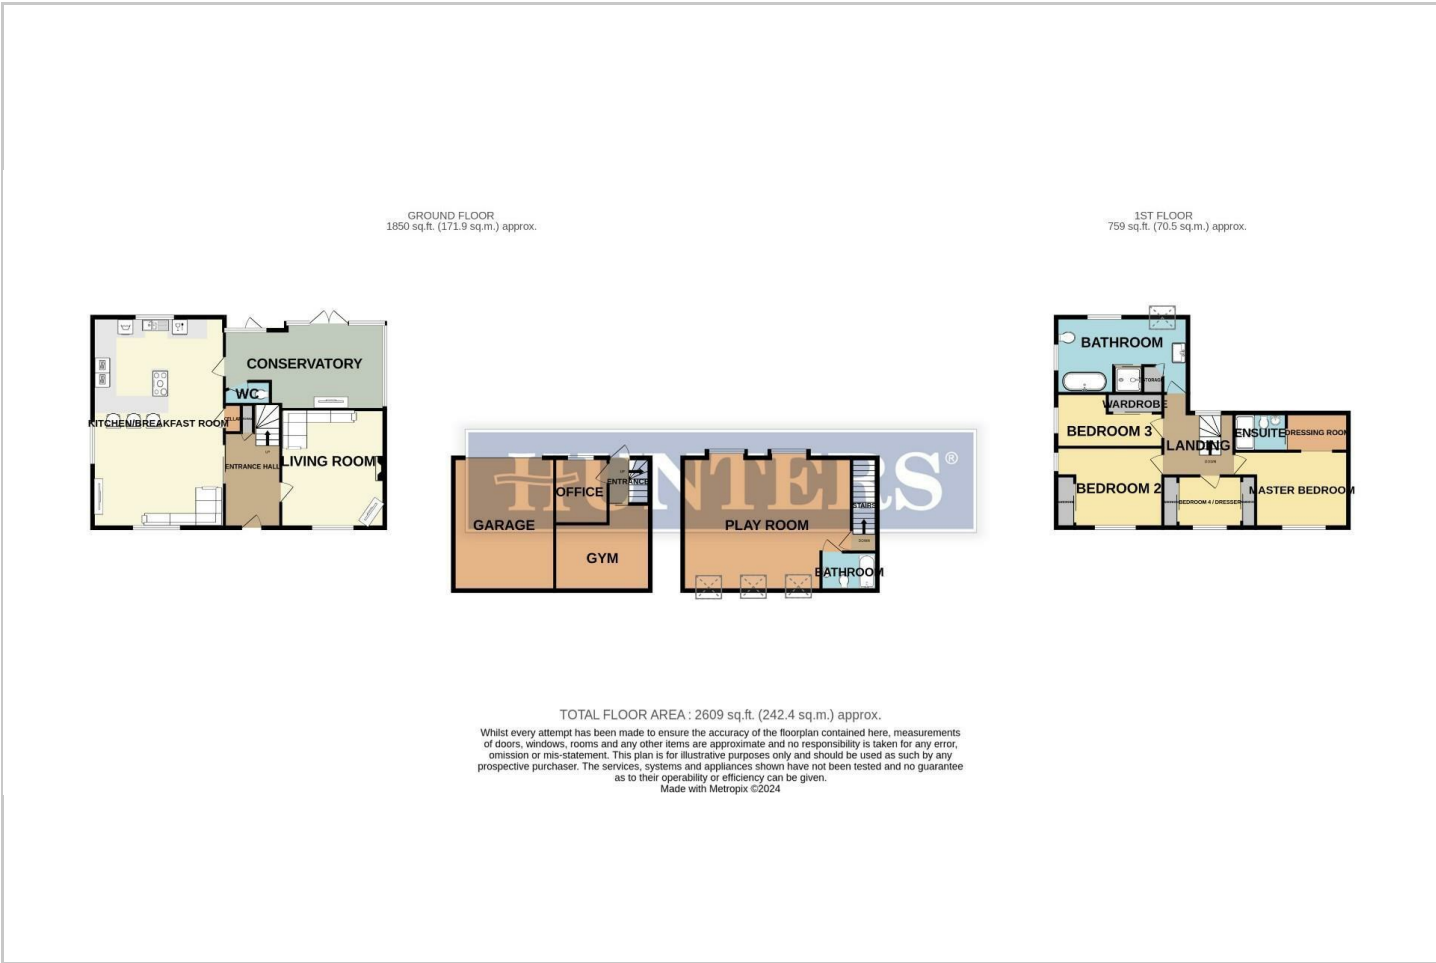 GROUND FLOOR
1850 sq.ft. (171.9 sq.m.) approx.
1ST FLOOR
759 sq.ft. (70.5 sq.m.) approx.
CONSERVATORY
WC
KITCHEN/BREAKFAST ROOM
CELLAR
UP
ENTRANCE HALL
LIVING ROOM
HUNTERS®
GARAGE
OFFICE
UP
ENTRANCE
GYM
PLAY ROOM
STAIRS
DOWN
BATHROOM
BATHROOM
STORAGE
WARDROBE
BEDROOM 3
LANDING
DOWN
ENSUITE
DRESSING ROOM
BEDROOM 2
BEDROOM 4 / DRESSER
MASTER BEDROOM
TOTAL FLOOR AREA : 2609 sq.ft. (242.4 sq.m.) approx.
Whilst every attempt has been made to ensure the accuracy of the floorplan contained here, measurements
of doors, windows, rooms and any other items are approximate and no responsibility is taken for any error,
omission or mis-statement. This plan is for illustrative purposes only and should be used as such by any
prospective purchaser. The services, systems and appliances shown have not been tested and no guarantee
as to their operability or efficiency can be given.
Made with Metropix ©2024